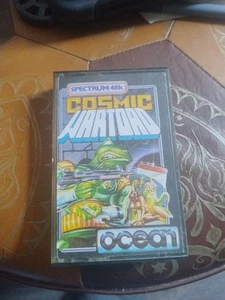 SPECTRUM 48K
COSMIC
WARTOAD
ocean